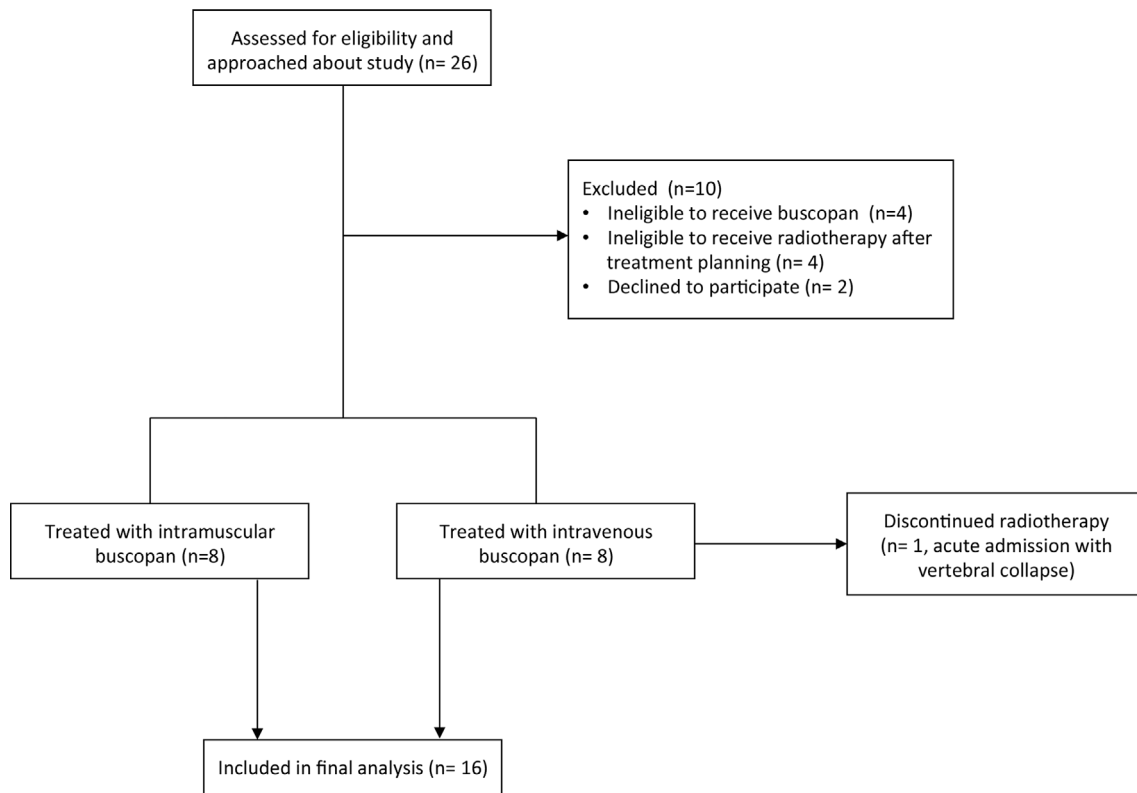 Assessed for eligibility and
approached about study (n= 26)
Excluded  (n=10)
• Ineligible to receive buscopan  (n=4)
• Ineligible to receive radiotherapy after
treatment planning (n= 4)
• Declined to participate (n= 2)
Treated with intramuscular
buscopan (n=8)
Treated with intravenous
buscopan (n= 8)
Discontinued radiotherapy
(n= 1, acute admission with
vertebral collapse)
Included in final analysis (n= 16)